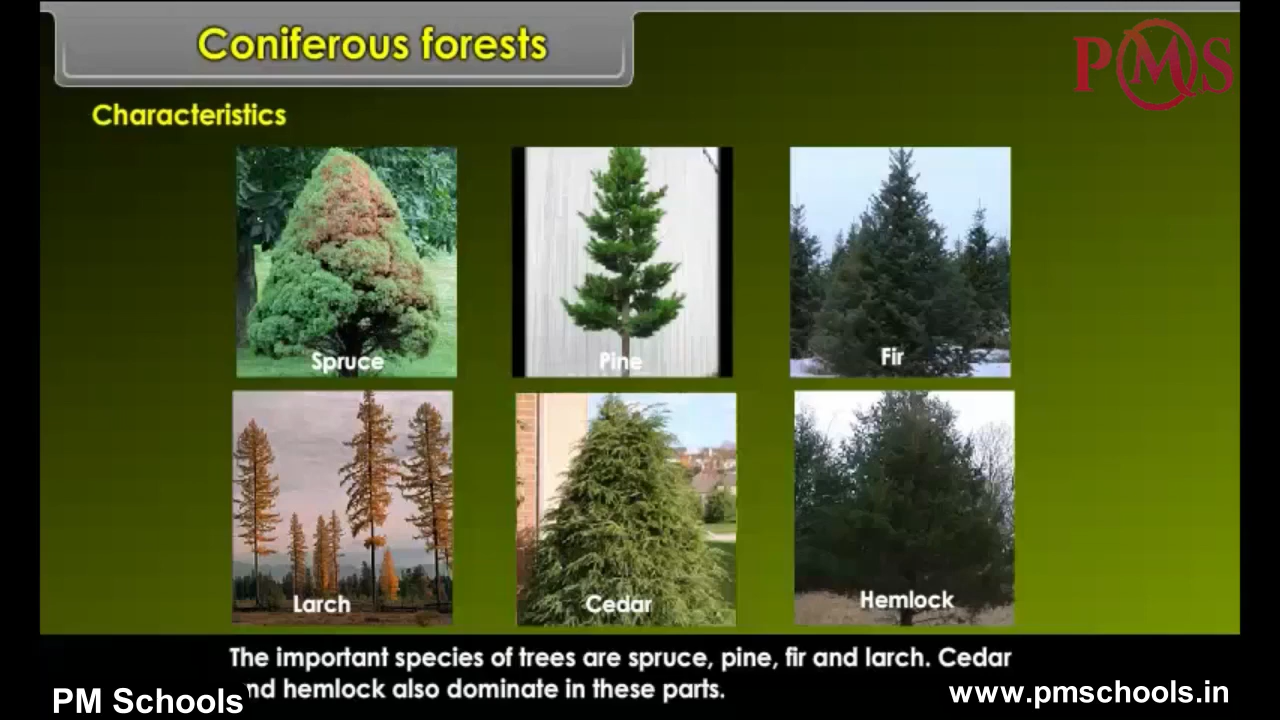 Coniferous forests
PMS
Characteristics
Spruce
Pine
Fir
Larch
Cedar
Hemlock
The important species of trees are spruce, pine, fir and larch. Cedar
nd hemlock also dominate in these parts.
PM Schools
www.pmschools.in